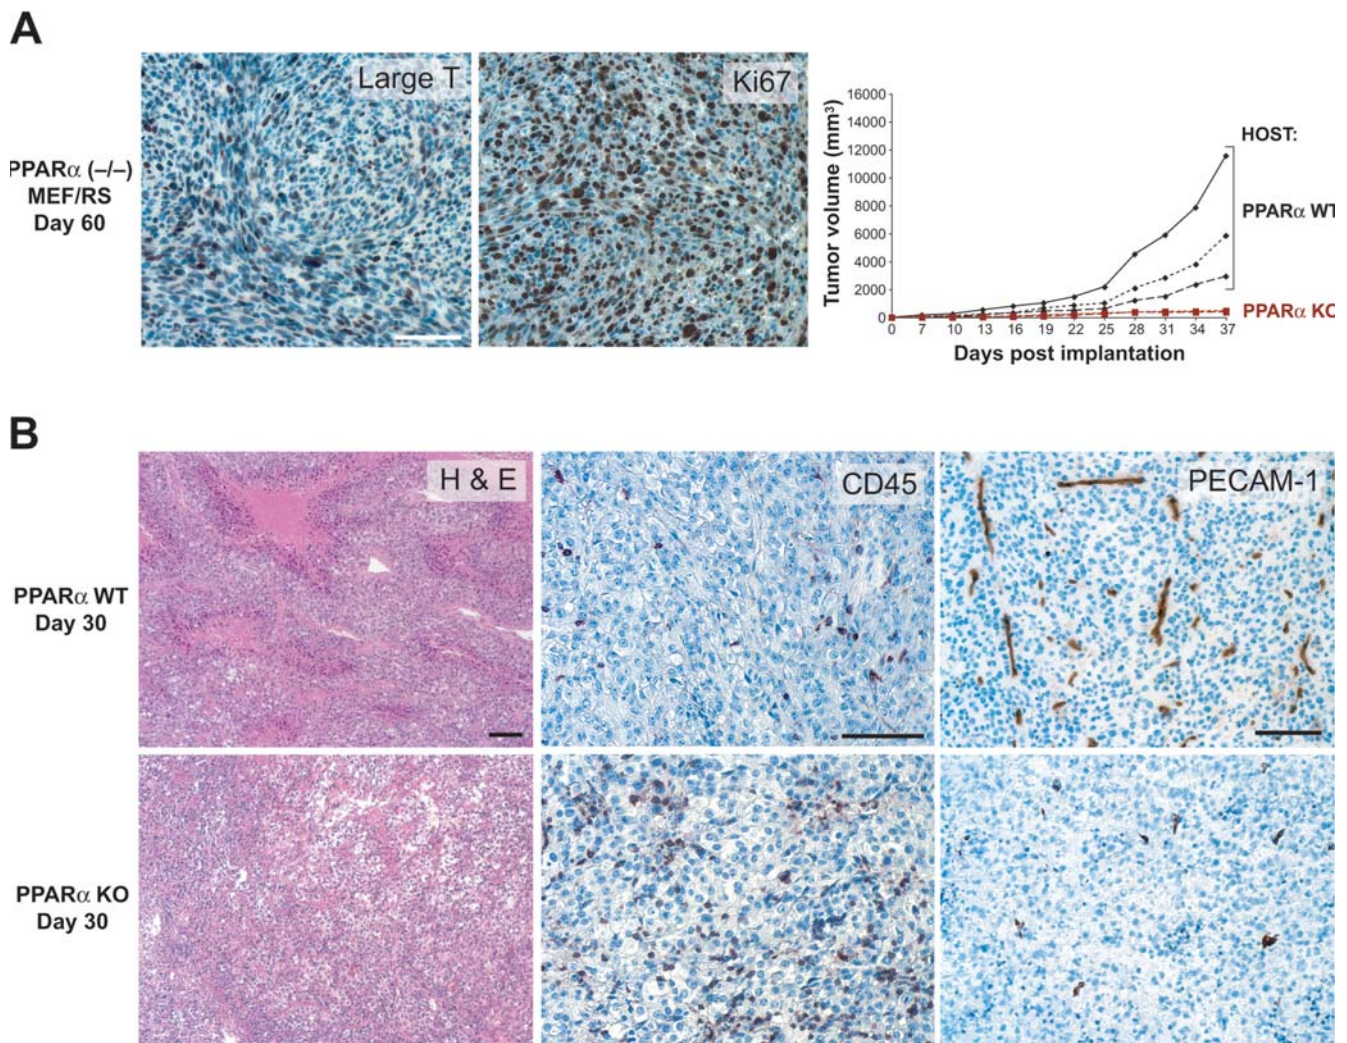 A
Large T
Ki67
PPARα (–/–)
MEF/RS
Day 60
Tumor volume (mm³)
16000
14000
12000
10000
8000
6000
4000
2000
0
0 7 10 13 16 19 22 25 28 31 34 37
Days post implantation
HOST:
PPARα WT
PPARα KO
B
H & E
CD45
PECAM-1
PPARα WT
Day 30
PPARα KO
Day 30